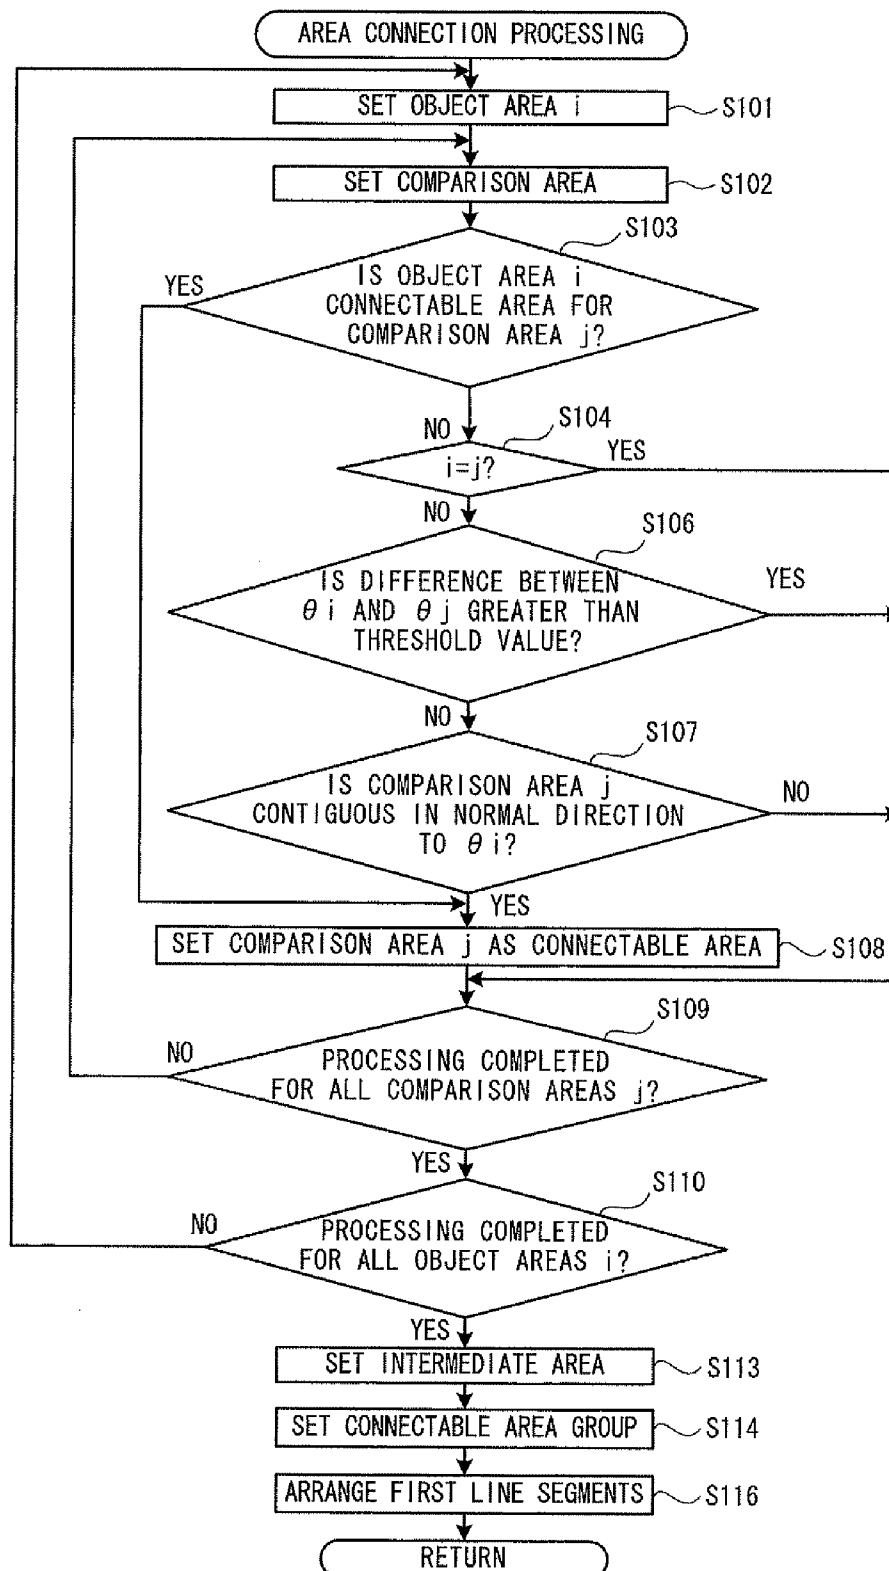 AREA CONNECTION PROCESSING
SET OBJECT AREA i
S101
SET COMPARISON AREA
S102
S103
IS OBJECT AREA i
CONNECTABLE AREA FOR
COMPARISON AREA j?
YES
NO
S104
i=j?
YES
NO
S106
IS DIFFERENCE BETWEEN
θi AND θj GREATER THAN
THRESHOLD VALUE?
YES
NO
S107
IS COMPARISON AREA j
CONTIGUOUS IN NORMAL DIRECTION
TO θi?
NO
YES
SET COMPARISON AREA j AS CONNECTABLE AREA
S108
S109
PROCESSING COMPLETED
FOR ALL COMPARISON AREAS j?
NO
YES
S110
PROCESSING COMPLETED
FOR ALL OBJECT AREAS i?
NO
YES
SET INTERMEDIATE AREA
S113
SET CONNECTABLE AREA GROUP
S114
ARRANGE FIRST LINE SEGMENTS
S116
RETURN